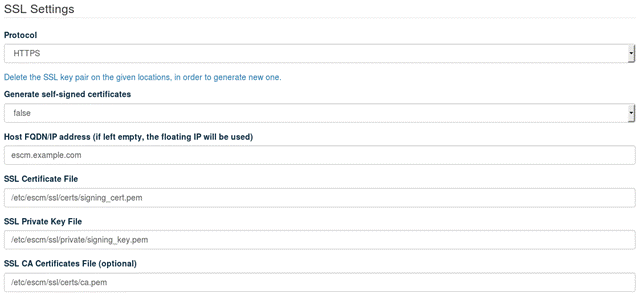 SSL Settings
Protocol
HTTPS
Delete the SSL key pair on the given locations, in order to generate new one.
Generate self-signed certificates
false
Host FQDN/IP address (if left empty, the floating IP will be used)
escm.example.com
SSL Certificate File
/etc/escm/ssl/certs/signing_cert.pem
SSL Private Key File
/etc/escm/ssl/private/signing_key.pem
SSL CA Certificates File (optional)
/etc/escm/ssl/certs/ca.pem